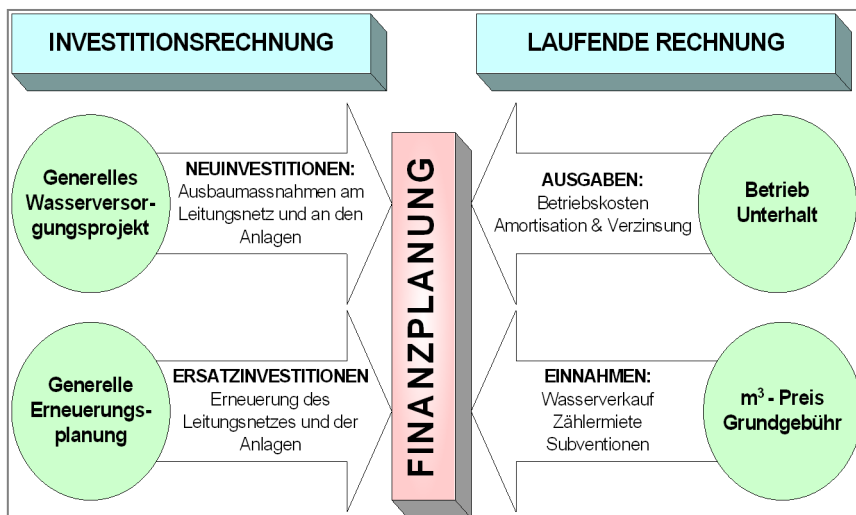 INVESTITIONSRECHNUNG
LAUFENDE RECHNUNG
Generelles
Wasserversor-
gungsprojekt
NEUINVESTITIONEN:
Ausbaumassnahmen am
Leitungsnetz und an den
Anlagen
Generelle
Erneuerungs-
planung
ERSATZINVESTITIONEN
Erneuerung des
Leitungsnetzes und der
Anlagen
FINANZPLANUNG
AUSGABEN:
Betriebskosten
Amortisation & Verzinsung
Betrieb
Unterhalt
EINNAHMEN:
Wasserverkauf
Zählermiete
Subventionen
m³ - Preis
Grundgebühr